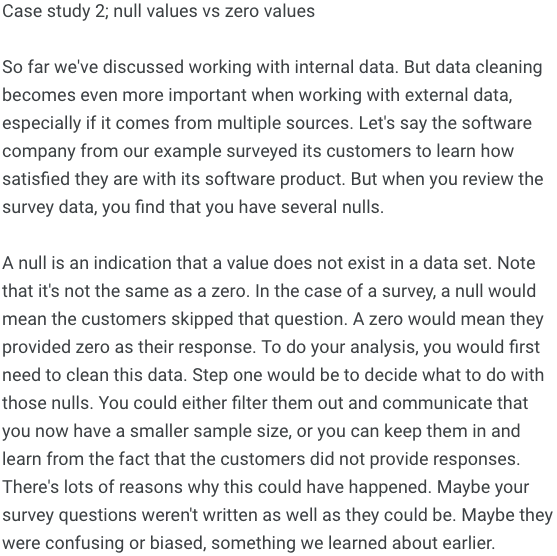 Case study 2; null values vs zero values
So far we've discussed working with internal data. But data cleaning
becomes even more important when working with external data,
especially if it comes from multiple sources. Let's say the software
company from our example surveyed its customers to learn how
satisfied they are with its software product. But when you review the
survey data, you find that you have several nulls.
A null is an indication that a value does not exist in a data set. Note
that it's not the same as a zero. In the case of a survey, a null would
mean the customers skipped that question. A zero would mean they
provided zero as their response. To do your analysis, you would first
need to clean this data. Step one would be to decide what to do with
those nulls. You could either filter them out and communicate that
you now have a smaller sample size, or you can keep them in and
learn from the fact that the customers did not provide responses.
There's lots of reasons why this could have happened. Maybe your
survey questions weren't written as well as they could be. Maybe they
were confusing or biased, something we learned about earlier.